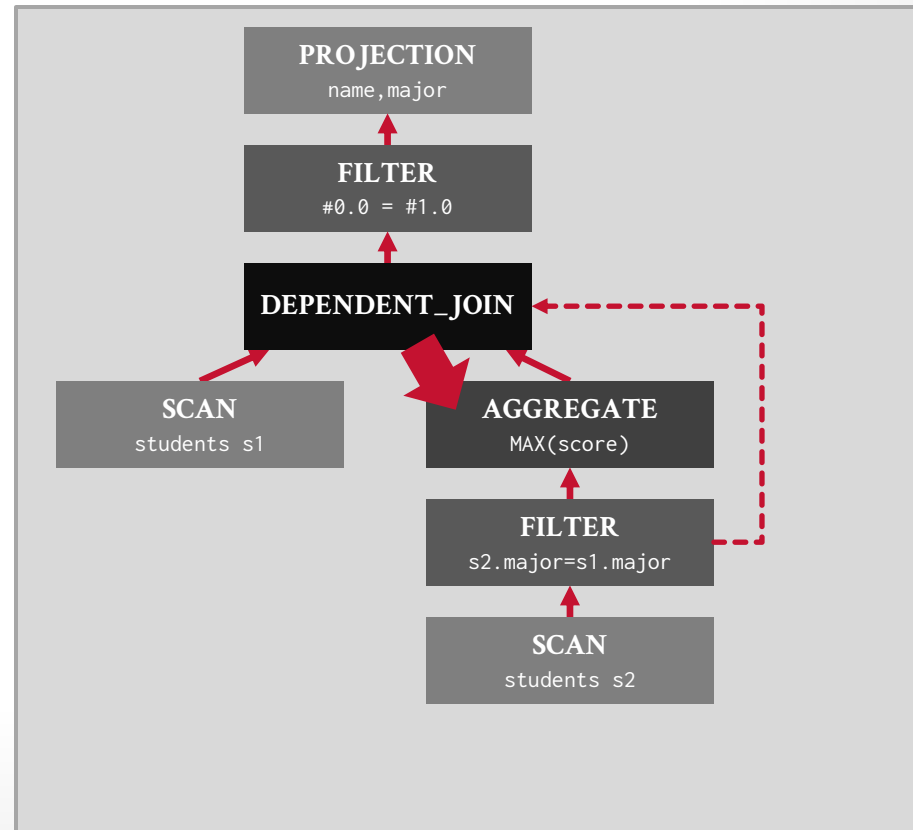 PROJECTION
name,major
FILTER
#0.0 = #1.0
DEPENDENT_JOIN
SCAN
students s1
AGGREGATE
MAX(score)
FILTER
s2.major=s1.major
SCAN
students s2